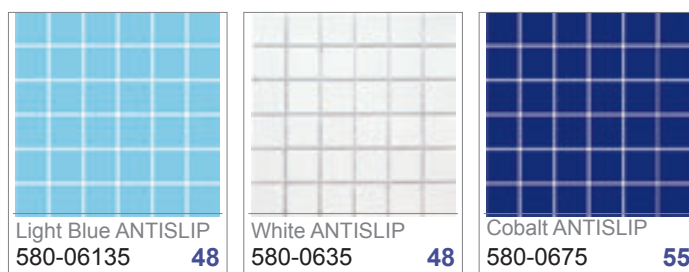 Light Blue ANTISLIP
580-06135 48
White ANTISLIP
580-0635 48
Cobalt ANTISLIP
580-0675 55